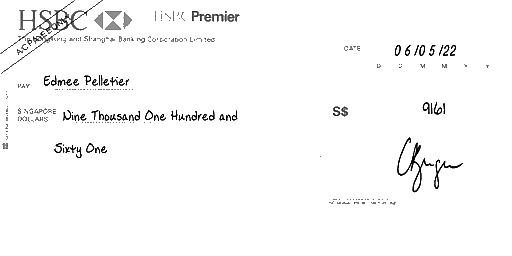 HSBC HSBC Premier
The Hongkong and Shanghai Banking Corporation Limited
A/C PAYEE ONLY
DATE 06/05/22
D D M M Y Y
PAY Edmee Pelletier
SINGAPORE DOLLARS Nine Thousand One Hundred and
Sixty One
S$ 9161